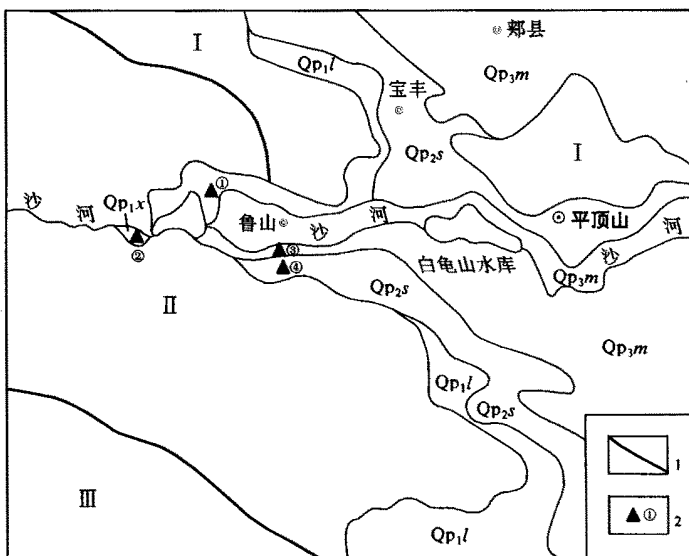 Ⅰ
郏县
Qp₁l
Qp₃m
宝丰
Qp₂s
Ⅰ
①
Qp₁x
沙河
鲁山
沙河
平顶山
沙河
②
③
④
白龟山水库
Qp₃m
Ⅱ
Qp₂s
Qp₃m
Qp₁l
Qp₂s
Ⅲ
Qp₁l
1
① 2